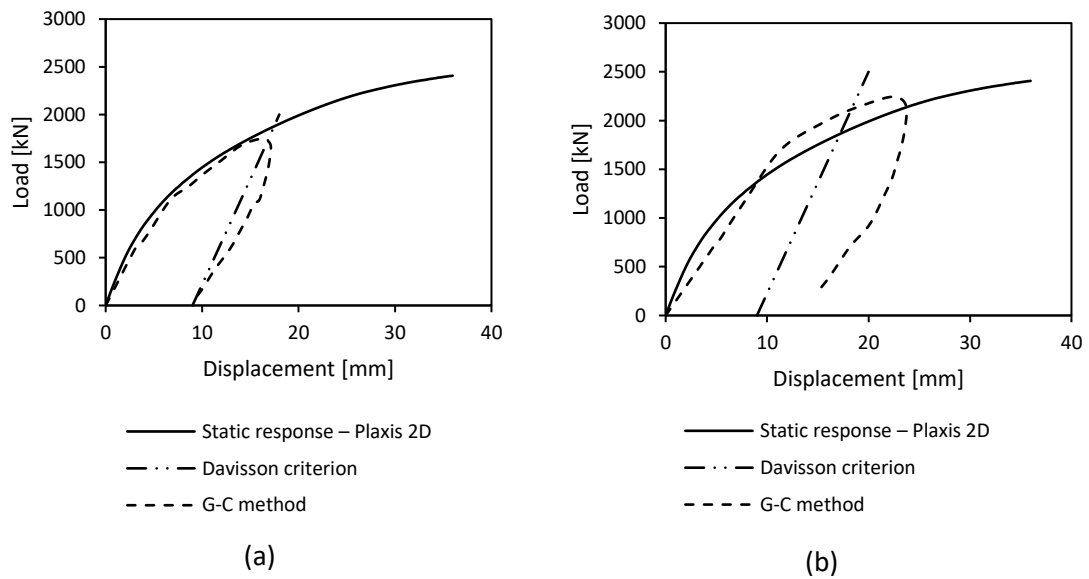 3000
2500
2000
1500
1000
500
0
Load [kN]
0 10 20 30 40
Displacement [mm]
Static response – Plaxis 2D
Davisson criterion
G-C method
(a)
3000
2500
2000
1500
1000
500
0
Load [kN]
0 10 20 30 40
Displacement [mm]
Static response – Plaxis 2D
Davisson criterion
G-C method
(b)